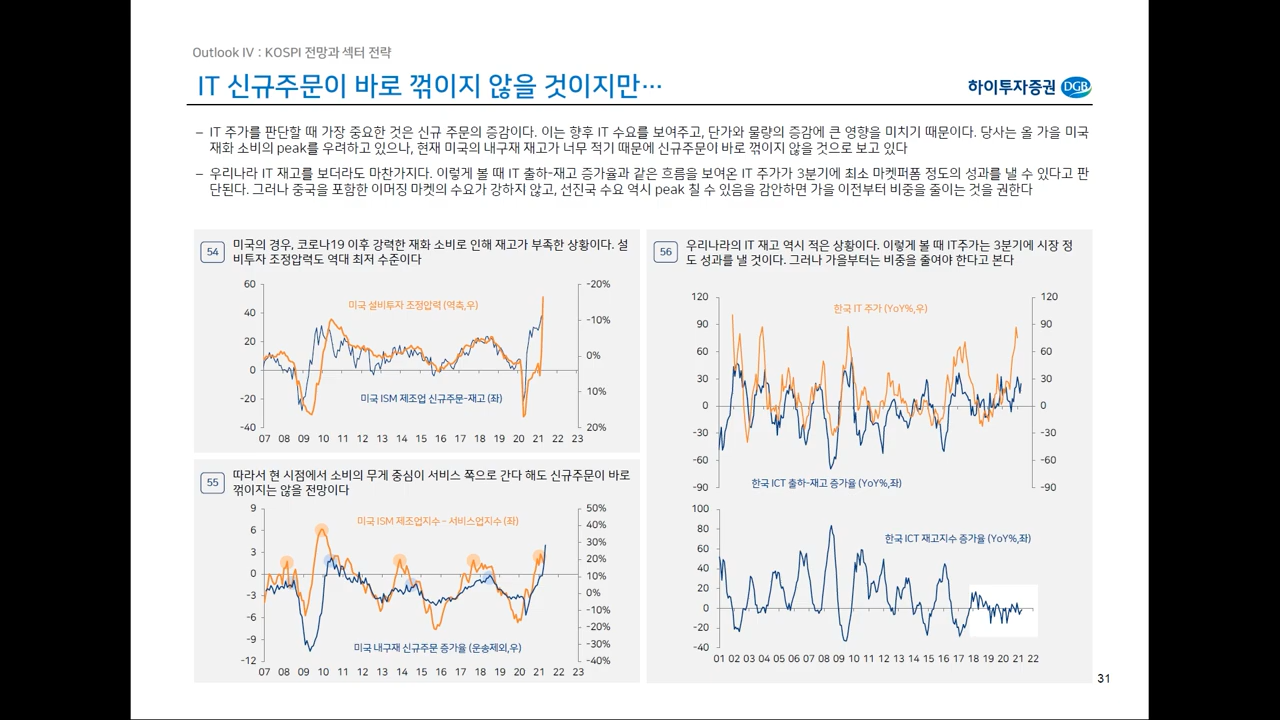 Outlook IV : KOSPI 전망과 섹터 전략
IT 신규주문이 바로 꺾이지 않을 것이지만…
하이투자증권 DGB
– IT 주가를 판단할 때 가장 중요한 것은 신규 주문의 증감이다. 이는 향후 IT 수요를 보여주고, 단가와 물량의 증감에 큰 영향을 미치기 때문이다. 당사는 올 가을 미국
재화 소비의 peak를 우려하고 있으나, 현재 미국의 내구재 재고가 너무 적기 때문에 신규주문이 바로 꺾이지 않을 것으로 보고 있다
– 우리나라 IT 재고를 보더라도 마찬가지다. 이렇게 볼 때 IT 출하-재고 증가율과 같은 흐름을 보여온 IT 주가가 3분기에 최소 마켓퍼폼 정도의 성과를 낼 수 있다고 판
단된다. 그러나 중국을 포함한 이머징 마켓의 수요가 강하지 않고, 선진국 수요 역시 peak 칠 수 있음을 감안하면 가을 이전부터 비중을 줄이는 것을 권한다
54
미국의 경우, 코로나19 이후 강력한 재화 소비로 인해 재고가 부족한 상황이다. 설
비투자 조정압력도 역대 최저 수준이다
60 -20%
미국 설비투자 조정압력 (역축,우)
40 -10%
20
0 0%
-20 10%
미국 ISM 제조업 신규주문-재고 (좌)
-40 20%
07 08 09 10 11 12 13 14 15 16 17 18 19 20 21 22 23
55
따라서 현 시점에서 소비의 무게 중심이 서비스 쪽으로 간다 해도 신규주문이 바로
꺾이지는 않을 전망이다
9 50%
미국 ISM 제조업지수 - 서비스업지수 (좌)
6 40%
30%
3 20%
0 10%
-3 0%
-6 -10%
-20%
-9 -30%
미국 내구재 신규주문 증가율 (운송제외,우)
-12 -40%
07 08 09 10 11 12 13 14 15 16 17 18 19 20 21 22 23
56
우리나라의 IT 재고 역시 적은 상황이다. 이렇게 볼 때 IT주가는 3분기에 시장 정
도 성과를 낼 것이다. 그러나 가을부터는 비중을 줄여야 한다고 본다
120 120
한국 IT 주가 (YoY%,우)
90 90
60 60
30 30
0 0
-30 -30
-60 -60
한국 ICT 출하-재고 증가율 (YoY%,좌)
-90 -90
100
80
한국 ICT 재고지수 증가율 (YoY%,좌)
60
40
20
0
-20
-40
01 02 03 04 05 06 07 08 09 10 11 12 13 14 15 16 17 18 19 20 21 22
31